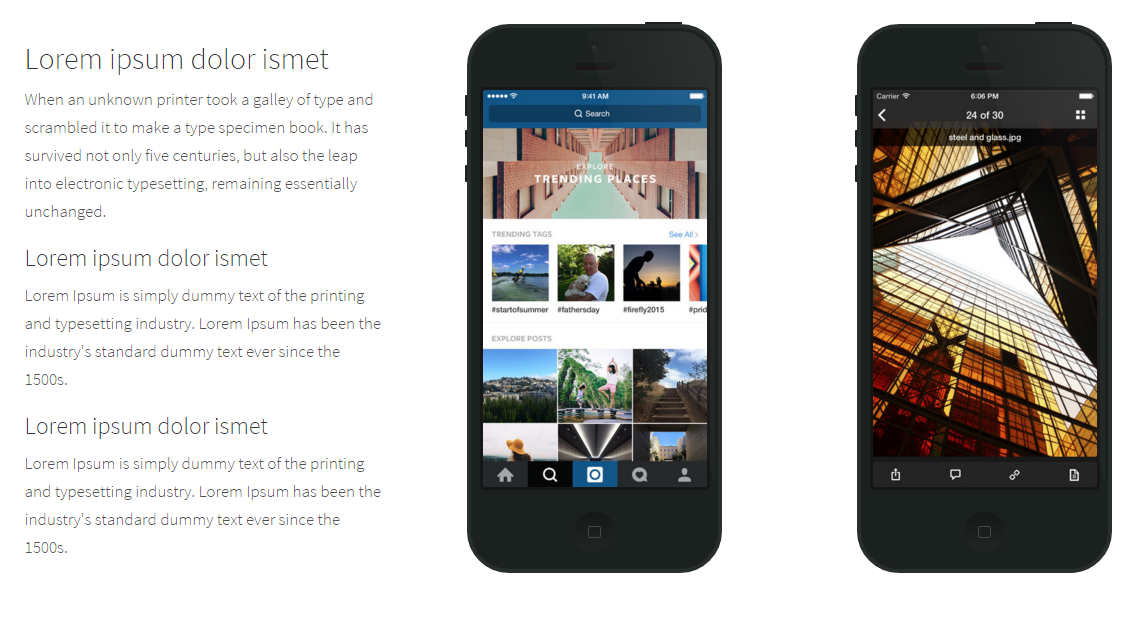 Lorem ipsum dolor ismet
When an unknown printer took a galley of type and
scrambled it to make a type specimen book. It has
survived not only five centuries, but also the leap
into electronic typesetting, remaining essentially
unchanged.
Lorem ipsum dolor ismet
Lorem Ipsum is simply dummy text of the printing
and typesetting industry. Lorem Ipsum has been the
industry's standard dummy text ever since the
1500s.
Lorem ipsum dolor ismet
Lorem Ipsum is simply dummy text of the printing
and typesetting industry. Lorem Ipsum has been the
industry's standard dummy text ever since the
1500s.
9:41 AM
Search
EXPLORE
TRENDING PLACES
TRENDING TAGS See All
#startofsummer #fathersday #firefly2015 #prid
EXPLORE POSTS
Carrier 6:06 PM
24 of 30
steel and glass.jpg